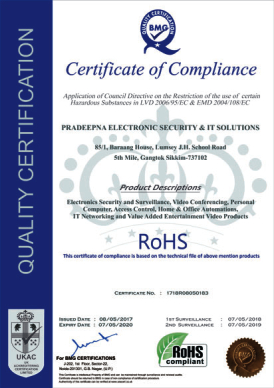 QUALITY CERTIFICATION
BMG
Certificate of Compliance
Application of Council Directive on the Restriction of the use of certain
Hazardous Substances in LVD 2006/95/EC & EMD 2004/108/EC
PRADEEPNA ELECTRONIC SECURITY & IT SOLUTIONS
85/1, Baraang House, Lumsey J.H. School Road
5th Mile, Gangtok Sikkim-737102
Product Descriptions
Electronics Security and Surveillance, Video Conferencing, Personal
Computer, Access Control, Home & Office Automations,
IT Networking and Value Added Entertainment Video Products
RoHS
This certificate of compliance is based on the technical file of above mention products
CERTIFICATE NO. : 1718R08050183
ISSUED DATE : 08/05/2017
EXPIRY DATE : 07/05/2020
1ST SURVEILLANCE : 07/05/2018
2ND SURVEILLANCE : 07/05/2019
For BMG CERTIFICATIONS
J-202, 1st Floor, Sector-22,
Noida-201301, G.B. Nagar, (U.P)
UKAC
ACCREDITING
CERTIFICATION
LIMITED
RoHS
compliant